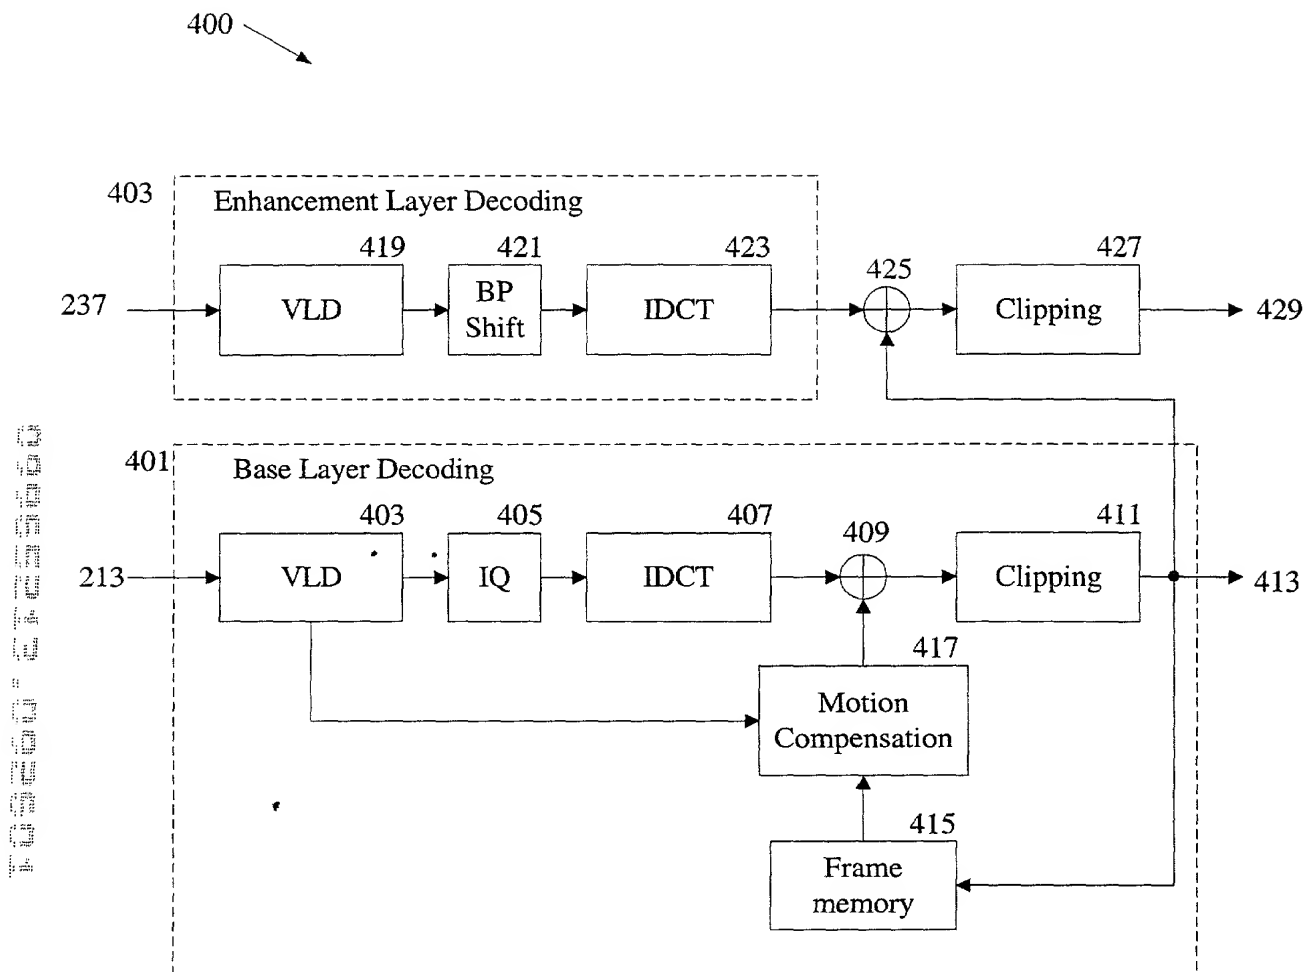 400
403
Enhancement Layer Decoding
419
421
423
425
427
237
VLD
BP
Shift
IDCT
Clipping
429
401
Base Layer Decoding
403
405
407
409
411
213
VLD
IQ
IDCT
Clipping
413
417
Motion
Compensation
415
Frame
memory